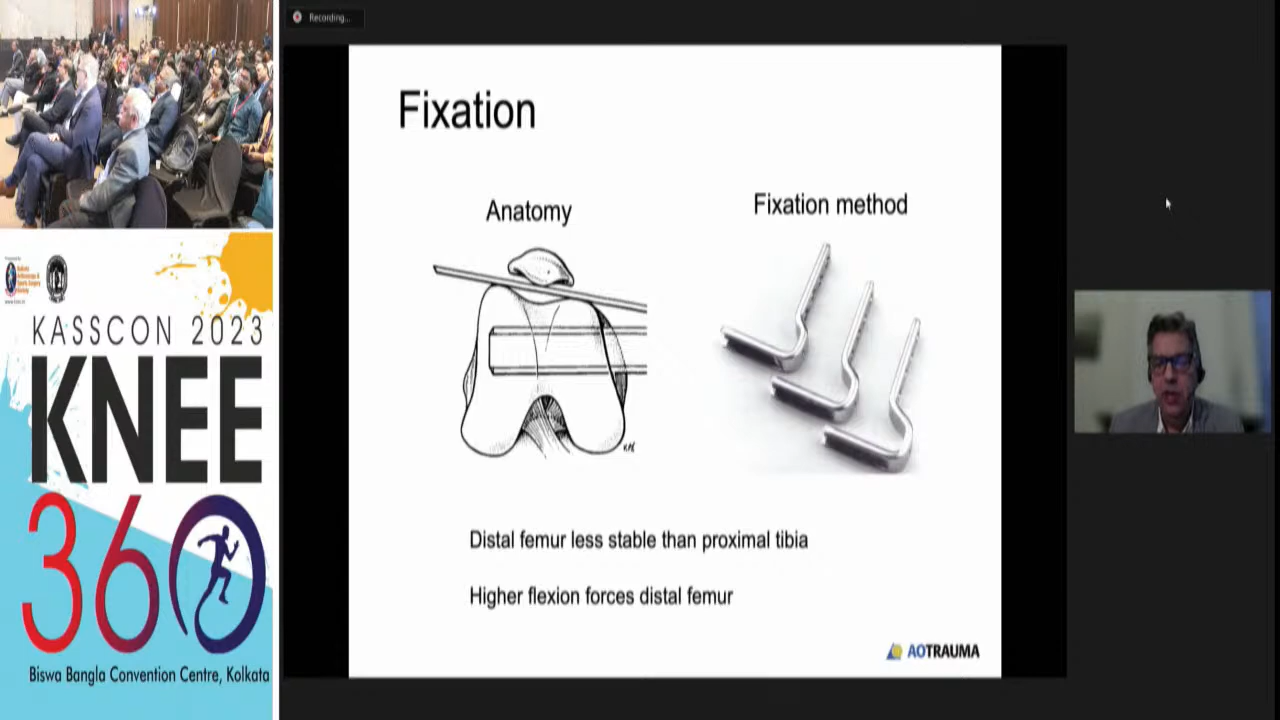 Recording...
Fixation
Anatomy
Fixation method
Distal femur less stable than proximal tibia
Higher flexion forces distal femur
AOTRAUMA
KASSCON 2023
KNEE
360
Biswa Bangla Convention Centre, Kolkata